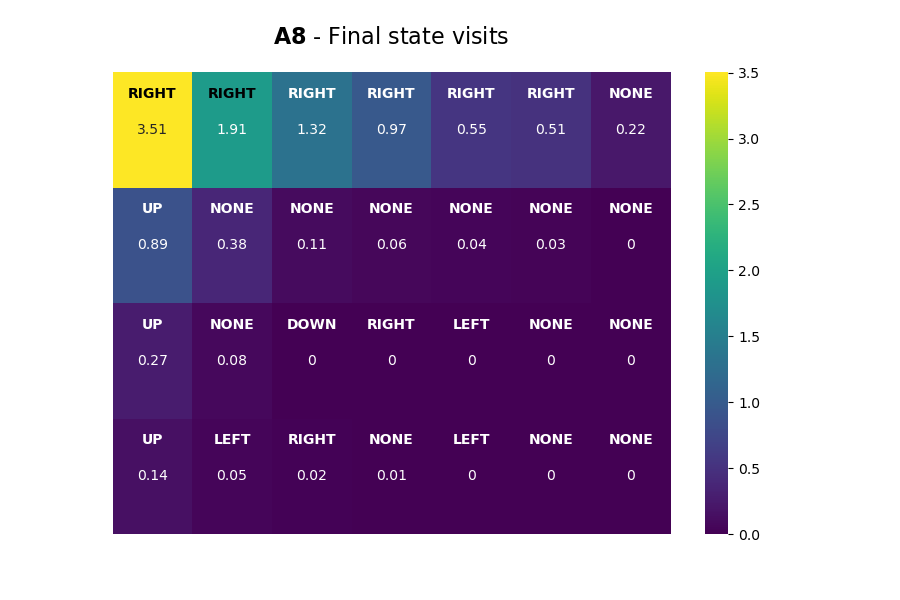 A8 - Final state visits
RIGHT RIGHT RIGHT RIGHT RIGHT RIGHT NONE
3.51 1.91 1.32 0.97 0.55 0.51 0.22
UP NONE NONE NONE NONE NONE NONE
0.89 0.38 0.11 0.06 0.04 0.03 0
UP NONE DOWN RIGHT LEFT NONE NONE
0.27 0.08 0 0 0 0 0
UP LEFT RIGHT NONE LEFT NONE NONE
0.14 0.05 0.02 0.01 0 0 0
3.5
3.0
2.5
2.0
1.5
1.0
0.5
0.0